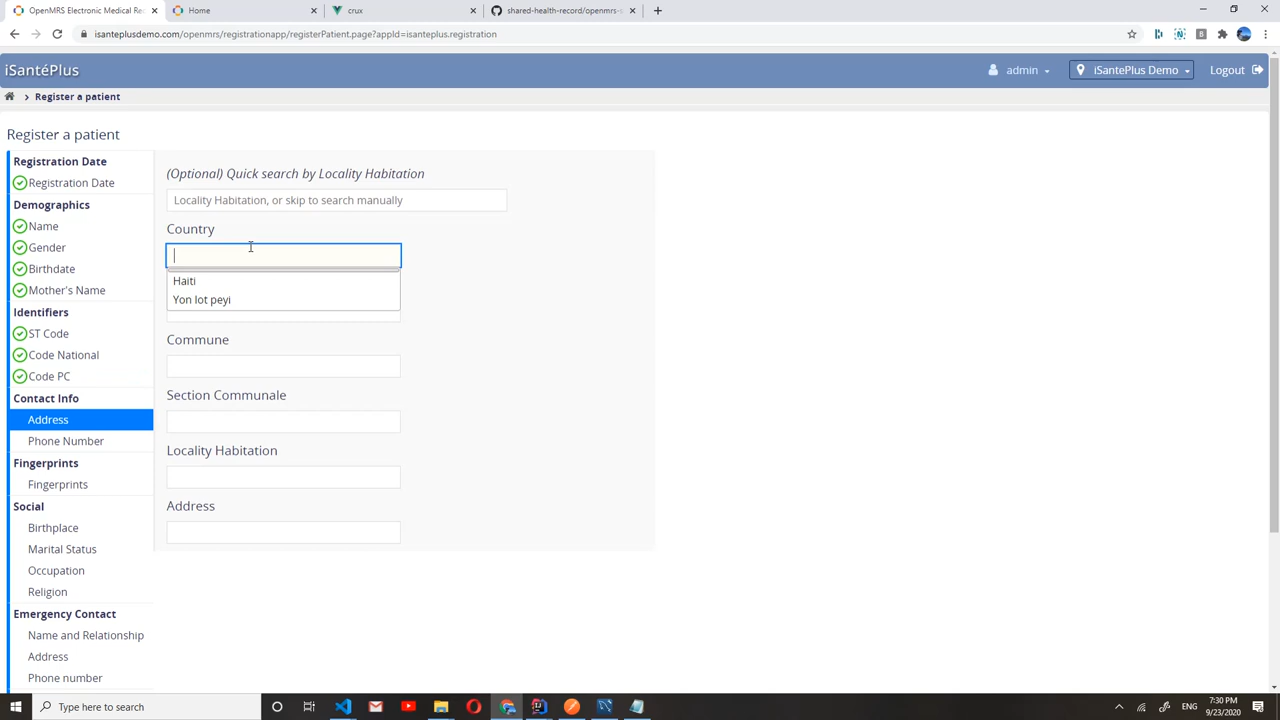 OpenMRS Electronic Medical Rec
Home
crux
shared-health-record/openmrs-s
isanteplusdemo.com/openmrs/registrationapp/registerPatient.page?appId=isanteplus.registration
iSantéPlus
admin
iSantePlus Demo
Logout
Register a patient
Register a patient
Registration Date
Registration Date
Demographics
Name
Gender
Birthdate
Mother's Name
Identifiers
ST Code
Code National
Code PC
Contact Info
Address
Phone Number
Fingerprints
Fingerprints
Social
Birthplace
Marital Status
Occupation
Religion
Emergency Contact
Name and Relationship
Address
Phone number
(Optional) Quick search by Locality Habitation
Locality Habitation, or skip to search manually
Country
Haiti
Yon lot peyi
Commune
Section Communale
Locality Habitation
Address
Type here to search
ENG
7:30 PM
9/23/2020